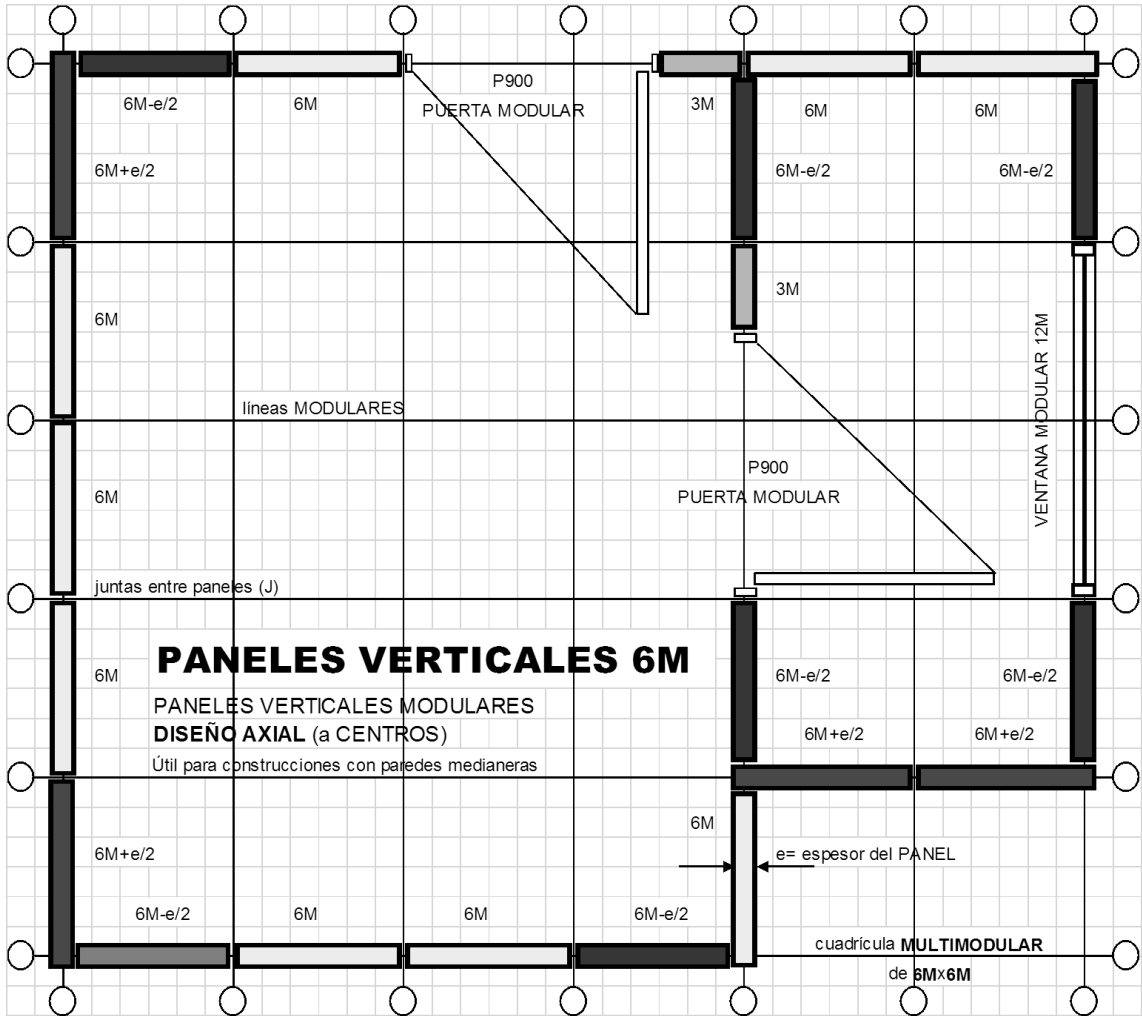 P900
PUERTA MODULAR
6M-e/2
6M
3M
6M
6M
6M+e/2
6M-e/2
6M-e/2
3M
6M
VENTANA MODULAR 12M
líneas MODULARES
P900
PUERTA MODULAR
6M
juntas entre paneles (J)
PANELES VERTICALES 6M
6M
6M-e/2
6M-e/2
PANELES VERTICALES MODULARES
DISEÑO AXIAL (a CENTROS)
6M+e/2
6M+e/2
Útil para construcciones con paredes medianeras
6M
6M+e/2
e= espesor del PANEL
6M-e/2
6M
6M
6M-e/2
cuadrícula MULTIMODULAR
de 6Mx6M